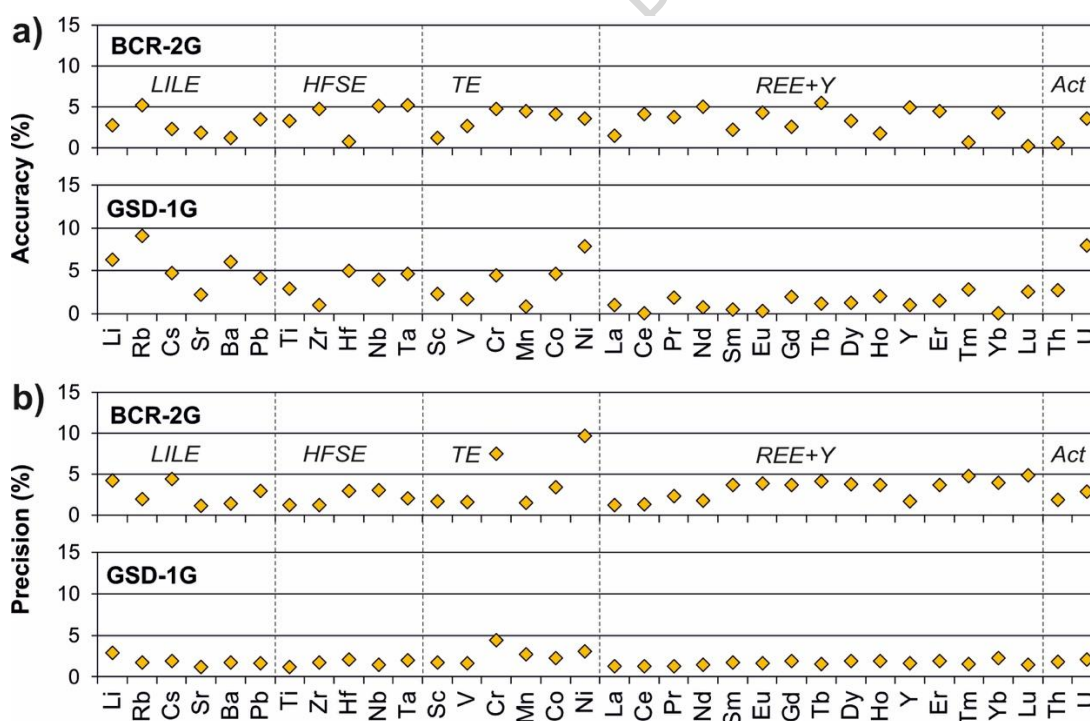 a)
BCR-2G
LILE HFSE TE REE+Y Act
15
10
5
0
GSD-1G
15
10
5
0
Accuracy (%)
Li Rb Cs Sr Ba Pb Ti Zr Hf Nb Ta Sc V Cr Mn Co Ni La Ce Pr Nd Sm Eu Gd Tb Dy Ho Y Er Tm Yb Lu Th
b)
BCR-2G
LILE HFSE TE REE+Y Act
15
10
5
0
GSD-1G
15
10
5
0
Precision (%)
Li Rb Cs Sr Ba Pb Ti Zr Hf Nb Ta Sc V Cr Mn Co Ni La Ce Pr Nd Sm Eu Gd Tb Dy Ho Y Er Tm Yb Lu Th